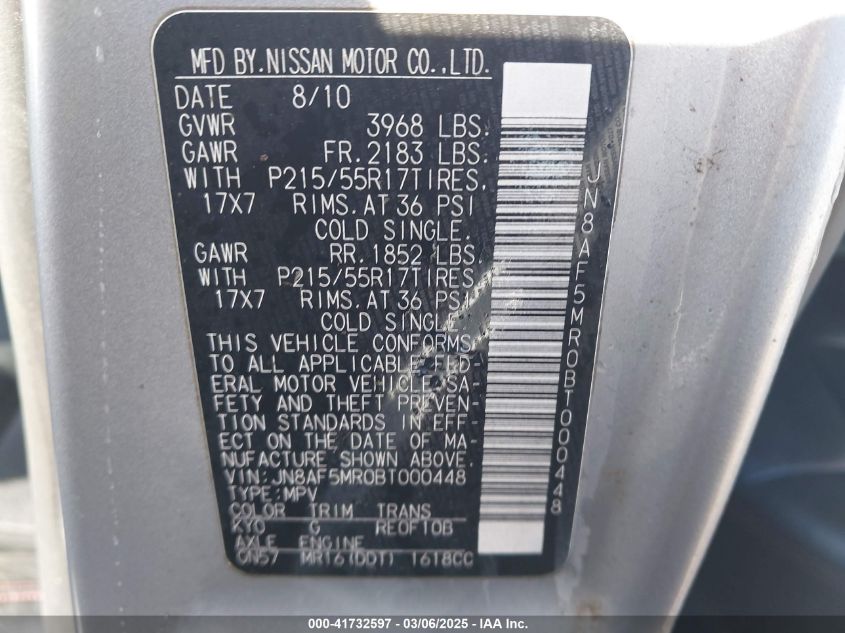 MFD BY.NISSAN MOTOR CO.,LTD.
DATE 8/10
GVWR 3968 LBS.
GAWR FR.2183 LBS.
WITH P215/55R17TIRES,
17X7 RIMS.AT 36 PSI
COLD SINGLE.
GAWR RR.1852 LBS.
WITH P215/55R17TIRES,
17X7 RIMS.AT 36 PSI
COLD SINGLE
THIS VEHICLE CONFORMS
TO ALL APPLICABLE FED-
ERAL MOTOR VEHICLE SA-
FETY AND THEFT PREVEN-
TION STANDARDS IN EFF-
ECT ON THE DATE OF MA-
NUFACTURE SHOWN ABOVE.
VIN:JN8AF5MR0BT000448
TYPE:MPV
COLOR TRIM TRANS
KY0 G RE0F10B
AXLE ENGINE
GN57 MR16(DDT) 1618CC
JN8AF5MR0BT000448
000-41732597 - 03/06/2025 - IAA Inc.